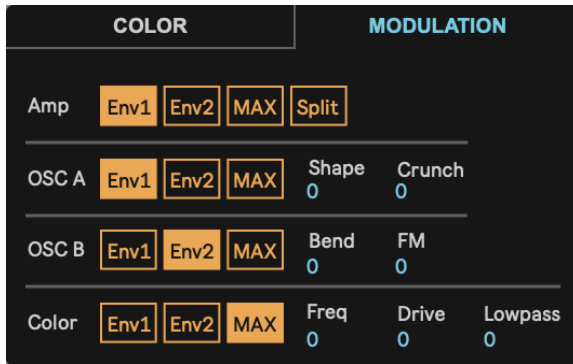 COLOR MODULATION
Amp Env1 Env2 MAX Split
OSC A Env1 Env2 MAX Shape 0 Crunch 0
OSC B Env1 Env2 MAX Bend 0 FM 0
Color Env1 Env2 MAX Freq 0 Drive 0 Lowpass 0